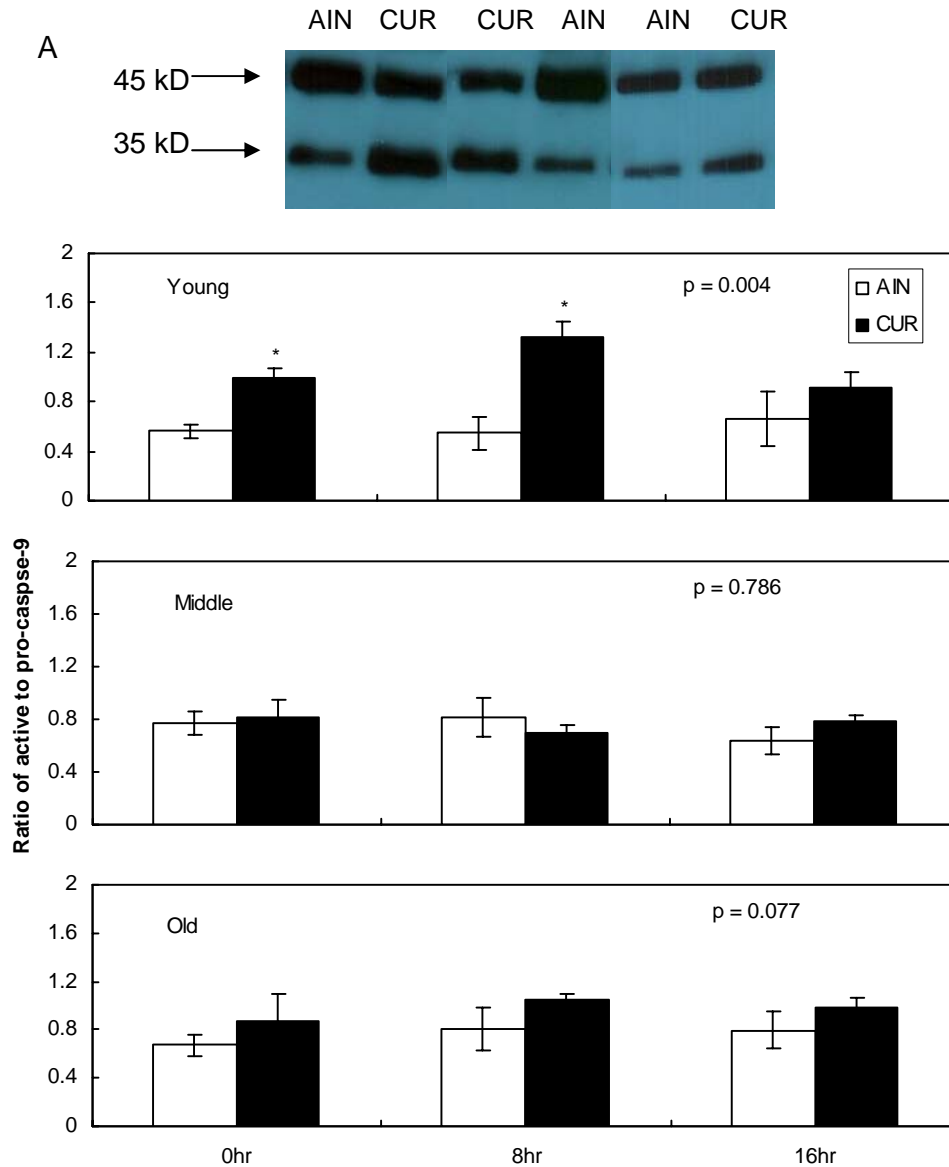 AIN CUR CUR AIN AIN CUR
A
45 kD
35 kD
2
Young
p = 0.004
AIN
CUR
1.6
*
*
1.2
0.8
0.4
0
Ratio of active to pro-caspse-9
2
Middle
p = 0.786
1.6
1.2
0.8
0.4
0
2
Old
p = 0.077
1.6
1.2
0.8
0.4
0
0hr 8hr 16hr